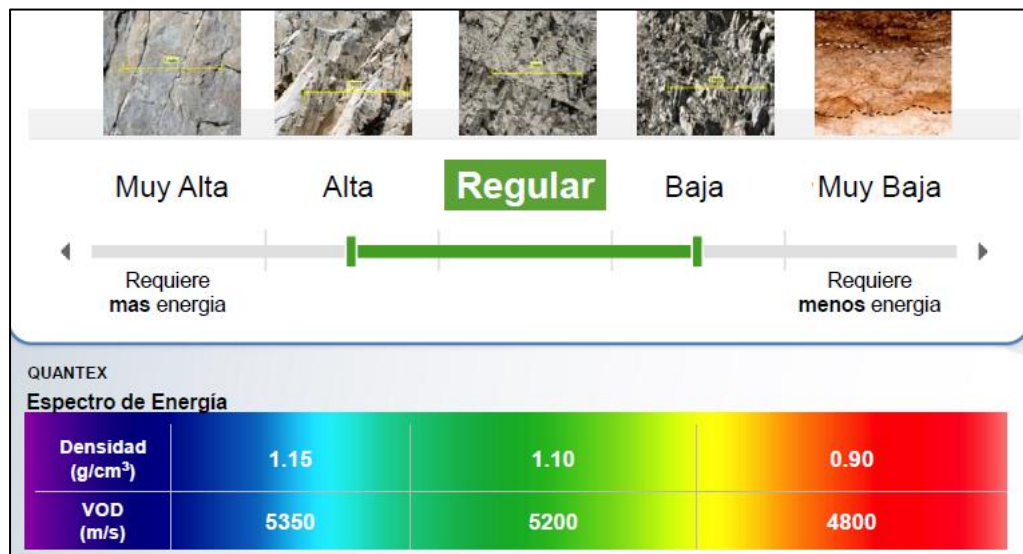 Muy Alta
Alta
Regular
Baja
Muy Baja
Requiere
mas energia
Requiere
menos energia
QUANTEX
Espectro de Energía
Densidad
(g/cm³)
1.15
1.10
0.90
VOD
(m/s)
5350
5200
4800